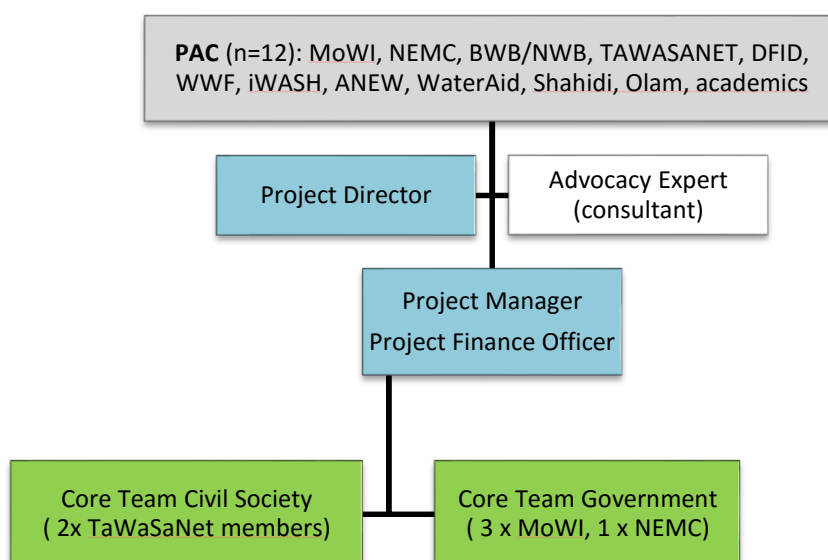 PAC (n=12): MoWI, NEMC, BWB/NWB, TAWASANET, DFID,
WWF, iWASH, ANEW, WaterAid, Shahidi, Olam, academics
Project Director
Advocacy Expert
(consultant)
Project Manager
Project Finance Officer
Core Team Civil Society
( 2x TaWaSaNet members)
Core Team Government
( 3 x MoWI, 1 x NEMC)